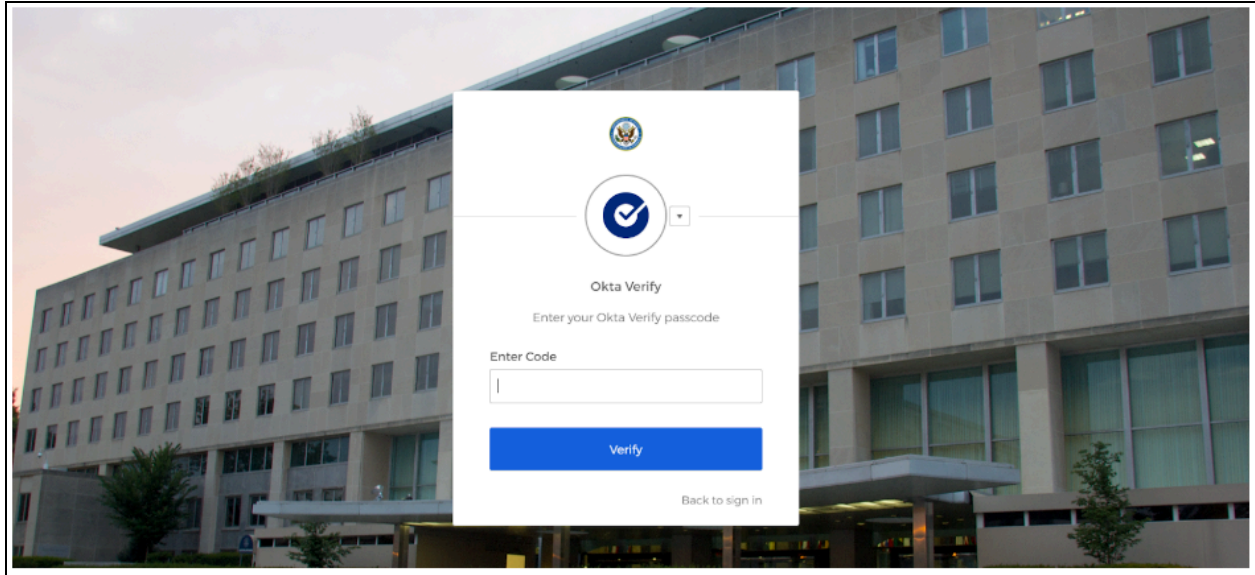 Okta Verify
Enter your Okta Verify passcode
Enter Code
Verify
Back to sign in